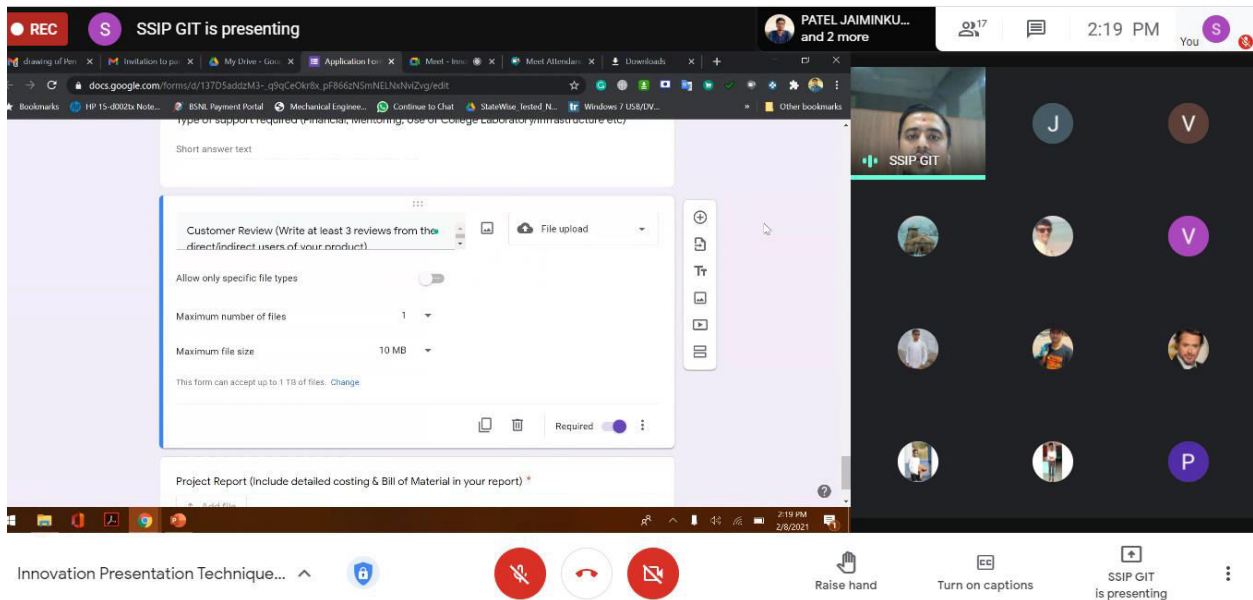 REC
S
SSIP GIT is presenting
PATEL JAIMINKU...
and 2 more
17
2:19 PM
You
S
drawing of Pen
Invitation to par
My Drive - Goo
Application For
Meet - Inno
Meet Attendan
Downloads
docs.google.com/forms/d/137D5addzM3-_q9qCeOkr8x_pF866zNSmNELNxNviZvg/edit
Bookmarks
HP 15-d002tx Note...
BSNL Payment Portal
Mechanical Enginee...
Continue to Chat
StateWise_Tested_N...
Windows 7 USB/DV...
Other bookmarks
Type of support required (Financial, Mentoring, Use of College Laboratory/Infrastructure etc)
Short answer text
Customer Review (Write at least 3 reviews from the
direct/indirect users of your product)
File upload
Allow only specific file types
Maximum number of files
1
Maximum file size
10 MB
This form can accept up to 1 TB of files. Change
Required
Project Report (Include detailed costing & Bill of Material in your report) *
Add file
SSIP GIT
J
V
V
P
2:19 PM
2/8/2021
Innovation Presentation Technique...
Raise hand
Turn on captions
SSIP GIT
is presenting